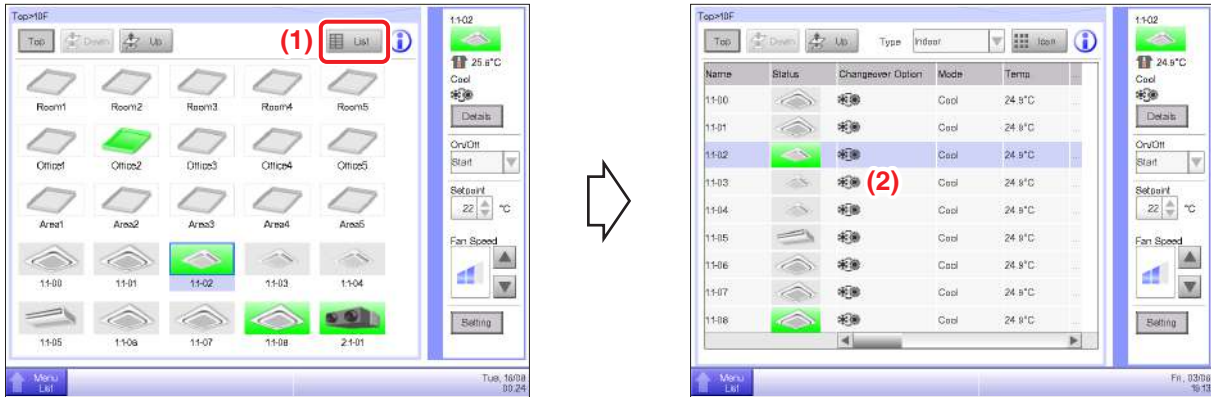 Top>10F
Top Down Up (1) List
Room1 Room2 Room3 Room4 Room5
Office1 Office2 Office3 Office4 Office5
Area1 Area2 Area3 Area4 Area5
1:1-00 1:1-01 1:1-02 1:1-03 1:1-04
1:1-05 1:1-06 1:1-07 1:1-08 2:1-01
1:1-02
Cool
Details
On/Off
Start
Setpoint
22 °C
Fan Speed
Setting
Menu
List
Tue, 16/08
00:24
Top>10F
Top Down Up Type Indoor Icon
Name Status Changeover Option Mode Temp ...
1:1-00 Cool 24.9°C ...
1:1-01 Cool 24.9°C ...
1:1-02 Cool 24.9°C ...
1:1-03 (2) Cool 24.9°C ...
1:1-04 Cool 24.9°C ...
1:1-05 Cool 24.9°C ...
1:1-06 Cool 24.9°C ...
1:1-07 Cool 24.9°C ...
1:1-08 Cool 24.9°C ...
1:1-02
24.9°C
Cool
Details
On/Off
Start
Setpoint
22 °C
Fan Speed
Setting
Menu
List